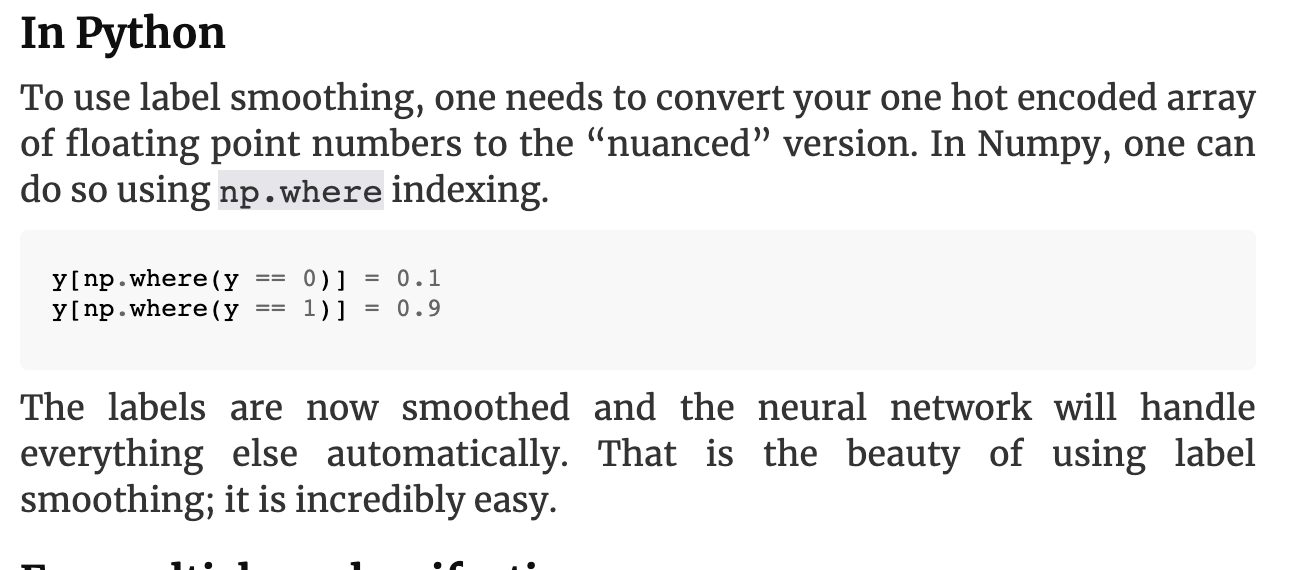 In Python
To use label smoothing, one needs to convert your one hot encoded array
of floating point numbers to the “nuanced” version. In Numpy, one can
do so using np.where indexing.
y[np.where(y == 0)] = 0.1
y[np.where(y == 1)] = 0.9
The labels are now smoothed and the neural network will handle
everything else automatically. That is the beauty of using label
smoothing; it is incredibly easy.